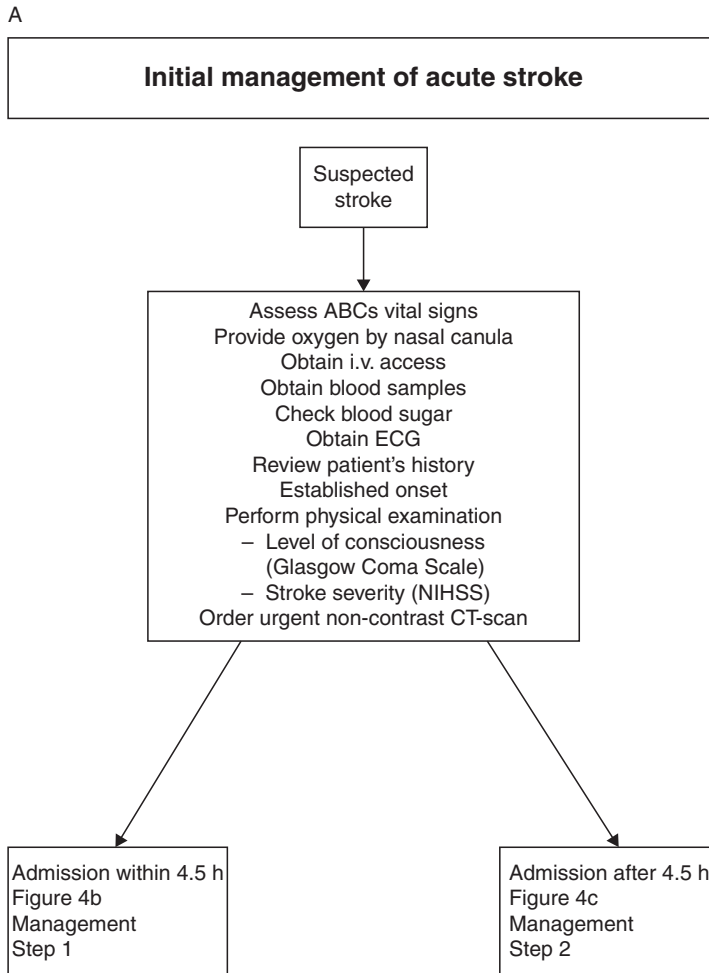 A
Initial management of acute stroke
Suspected
stroke
Assess ABCs vital signs
Provide oxygen by nasal canula
Obtain i.v. access
Obtain blood samples
Check blood sugar
Obtain ECG
Review patient's history
Established onset
Perform physical examination
– Level of consciousness
(Glasgow Coma Scale)
– Stroke severity (NIHSS)
Order urgent non-contrast CT-scan
Admission within 4.5 h
Figure 4b
Management
Step 1
Admission after 4.5 h
Figure 4c
Management
Step 2